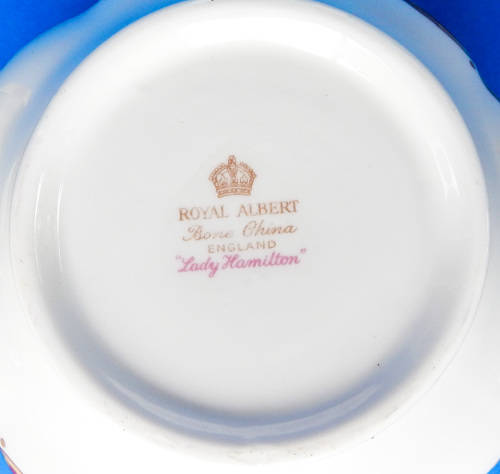 ROYAL ALBERT
Bone China
ENGLAND
"Lady Hamilton"